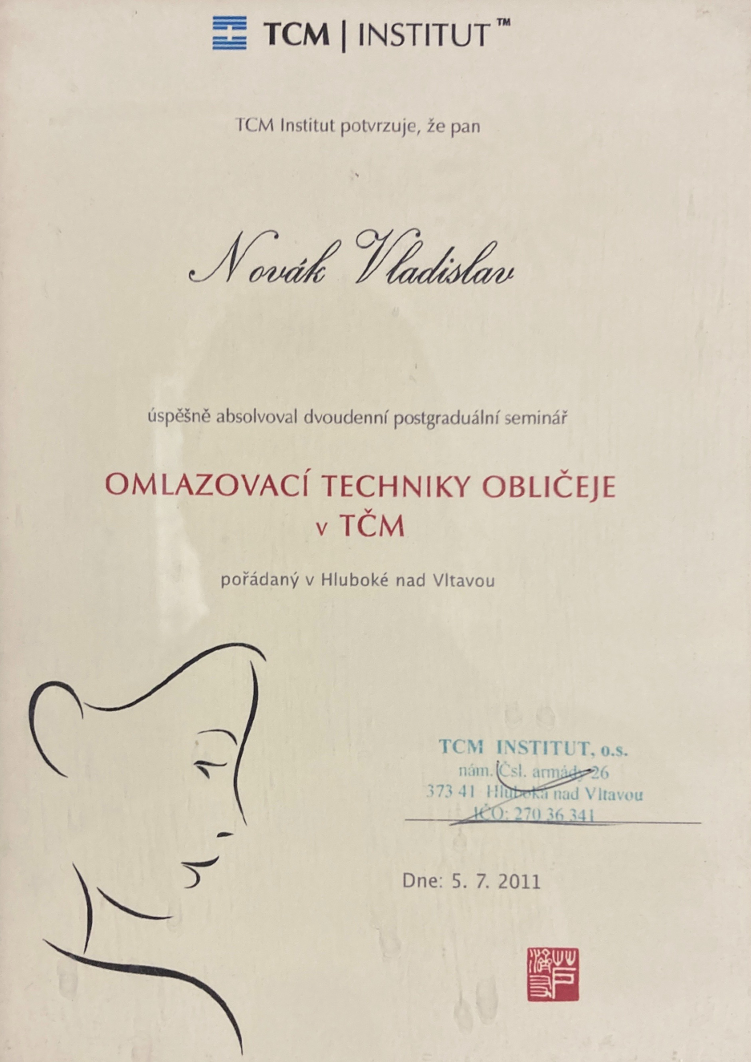 TCM | INSTITUT™
TCM Institut potvrzuje, že pan
Novák Vladislav
úspěšně absolvoval dvoudenní postgraduální seminář
OMLAZOVACÍ TECHNIKY OBLIČEJE
v TČM
pořádaný v Hluboké nad Vltavou
TCM INSTITUT, o.s.
nám. Čsl. armády 26
373 41 Hluboká nad Vltavou
IČO: 270 36 341
Dne: 5. 7. 2011